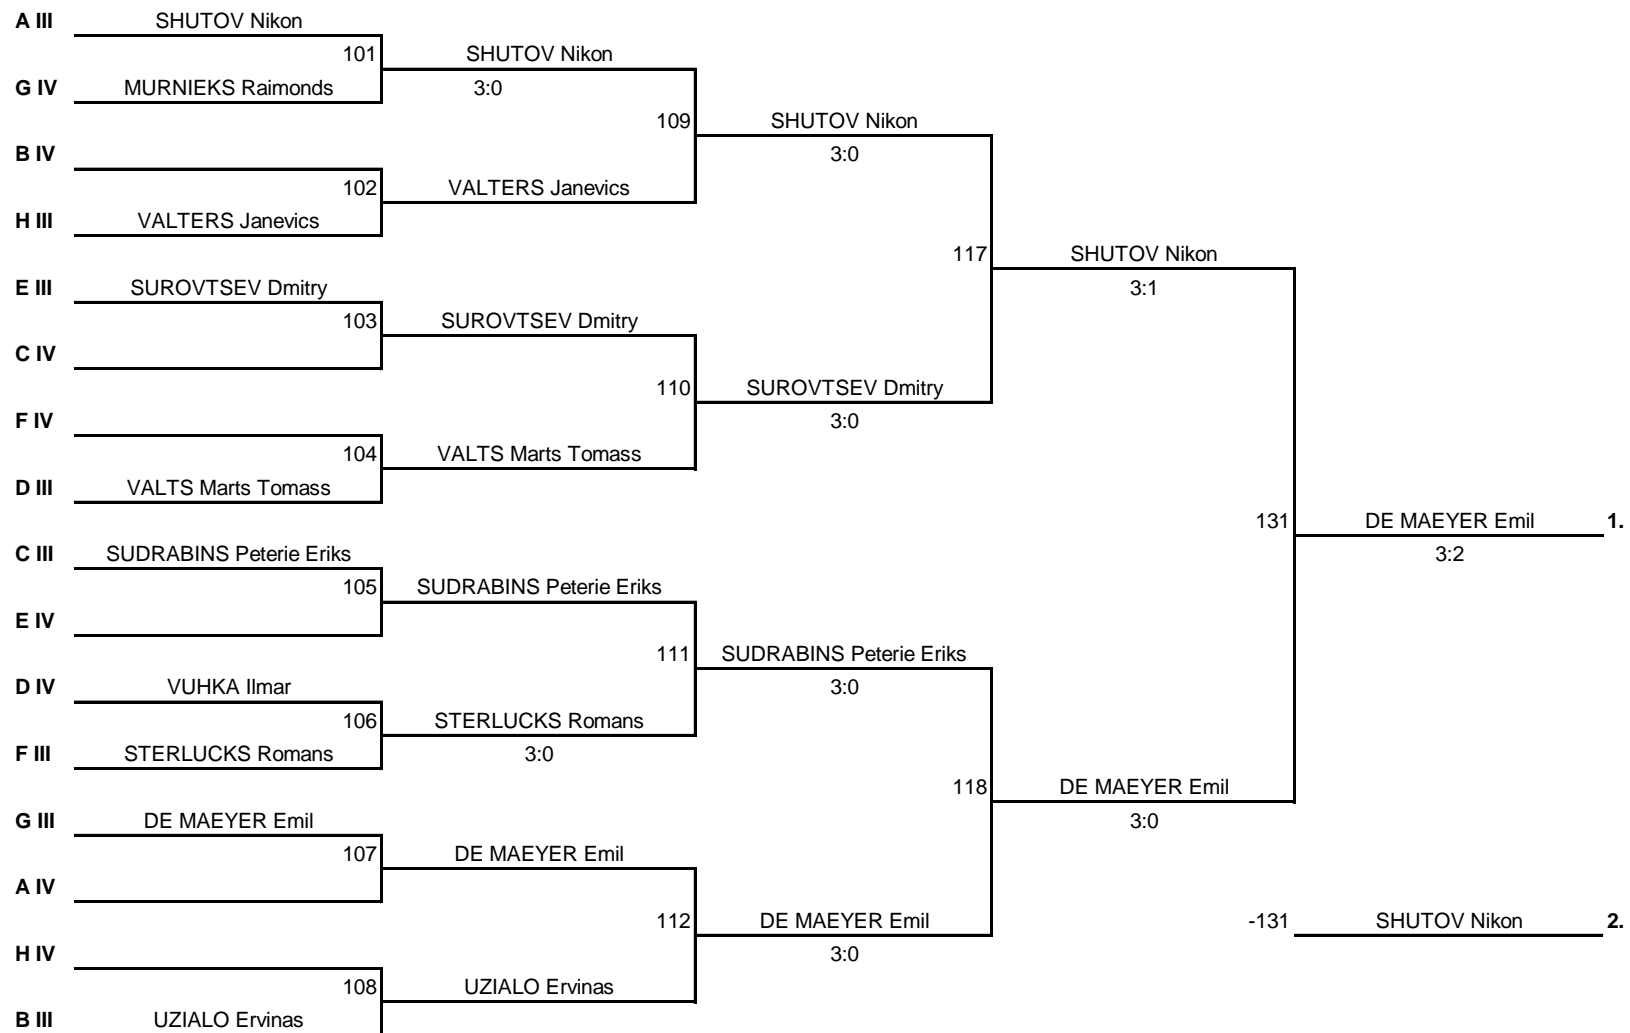 A III SHUTOV Nikon
101 SHUTOV Nikon
G IV MURNIEKS Raimonds 3:0
109 SHUTOV Nikon
B IV 3:0
102 VALTERS Janevics
H III VALTERS Janevics
117 SHUTOV Nikon
E III SUROVTSEV Dmitry 3:1
103 SUROVTSEV Dmitry
C IV
110 SUROVTSEV Dmitry
F IV 3:0
104 VALTS Marts Tomass
D III VALTS Marts Tomass
131 DE MAEYER Emil 1.
C III SUDRABINS Peterie Eriks 3:2
105 SUDRABINS Peterie Eriks
E IV
111 SUDRABINS Peterie Eriks
D IV VUHKA Ilmar 3:0
106 STERLUCKS Romans
F III STERLUCKS Romans 3:0
118 DE MAEYER Emil
G III DE MAEYER Emil 3:0
107 DE MAEYER Emil
A IV
112 DE MAEYER Emil -131 SHUTOV Nikon 2.
H IV 3:0
108 UZIALO Ervinas
B III UZIALO Ervinas